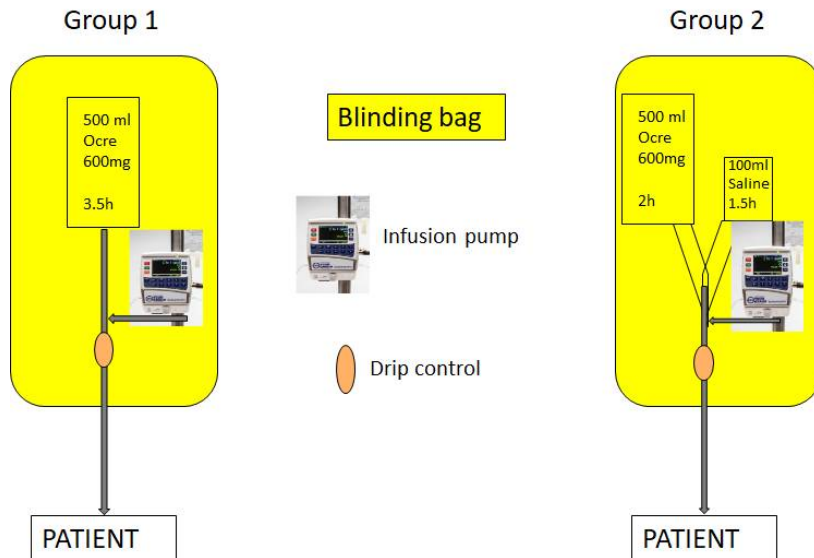 Group 1
Group 2
500 ml
Ocre
600mg
3.5h
Blinding bag
500 ml
Ocre
600mg
2h
100ml
Saline
1.5h
Infusion pump
Drip control
PATIENT
PATIENT